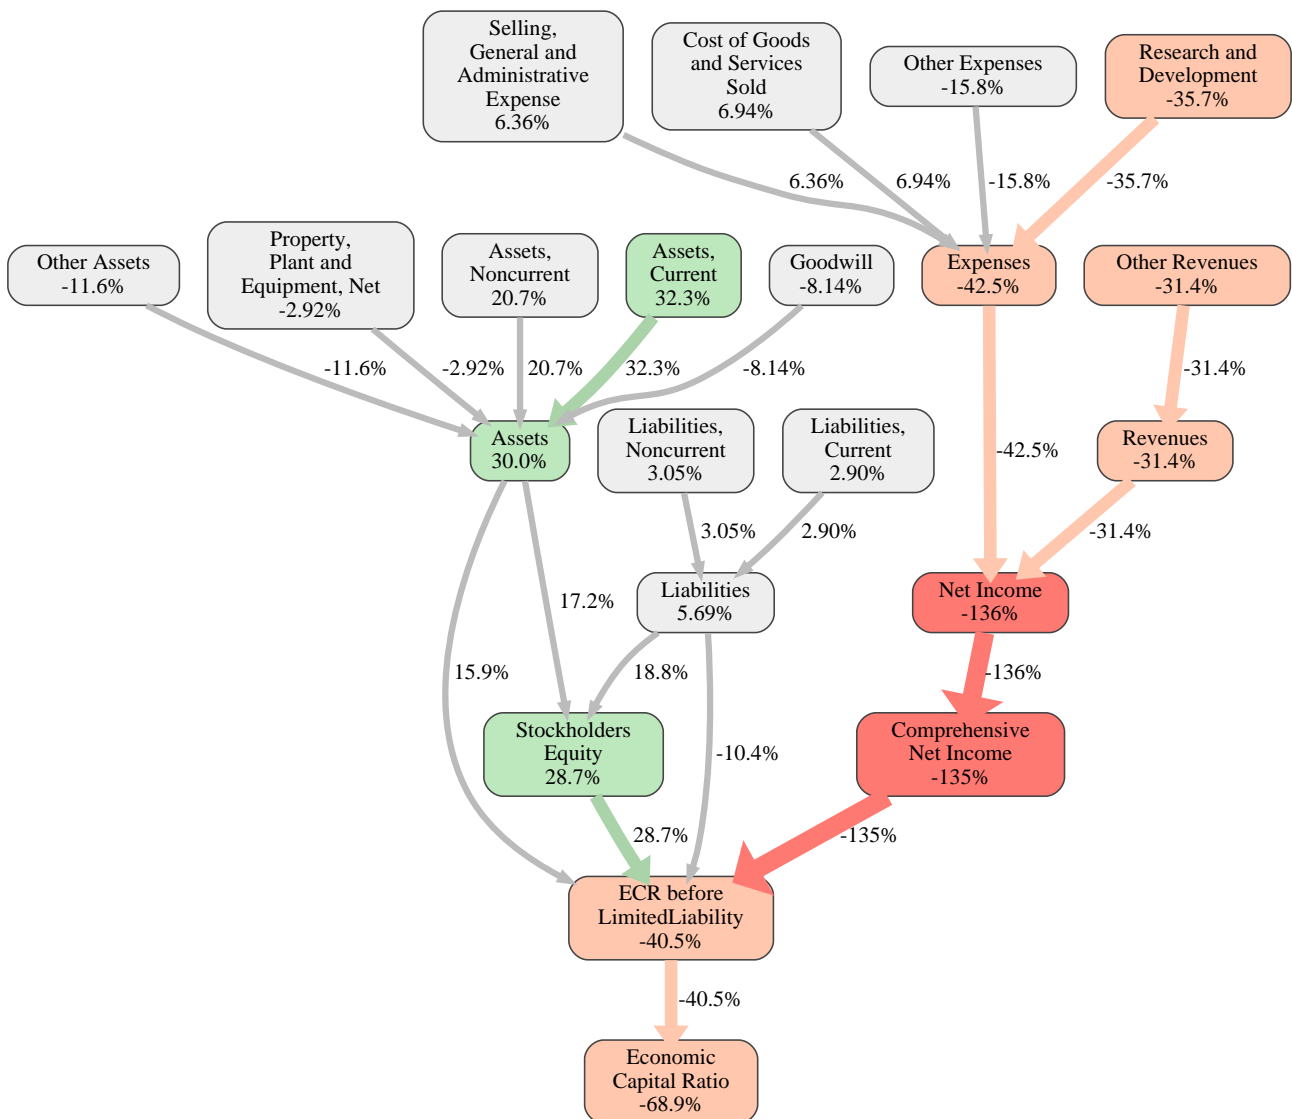 Selling,
General and
Administrative
Expense
6.36%
Cost of Goods
and Services
Sold
6.94%
Other Expenses
-15.8%
Research and
Development
-35.7%
6.36%
6.94%
-15.8%
-35.7%
Other Assets
-11.6%
Property,
Plant and
Equipment, Net
-2.92%
Assets,
Noncurrent
20.7%
Assets,
Current
32.3%
Goodwill
-8.14%
Expenses
-42.5%
Other Revenues
-31.4%
-11.6%
-2.92%
20.7%
32.3%
-8.14%
-31.4%
Assets
30.0%
Liabilities,
Noncurrent
3.05%
Liabilities,
Current
2.90%
-42.5%
Revenues
-31.4%
3.05%
2.90%
-31.4%
17.2%
Liabilities
5.69%
Net Income
-136%
15.9%
18.8%
-136%
Stockholders
Equity
28.7%
-10.4%
Comprehensive
Net Income
-135%
28.7%
-135%
ECR before
LimitedLiability
-40.5%
-40.5%
Economic
Capital Ratio
-68.9%